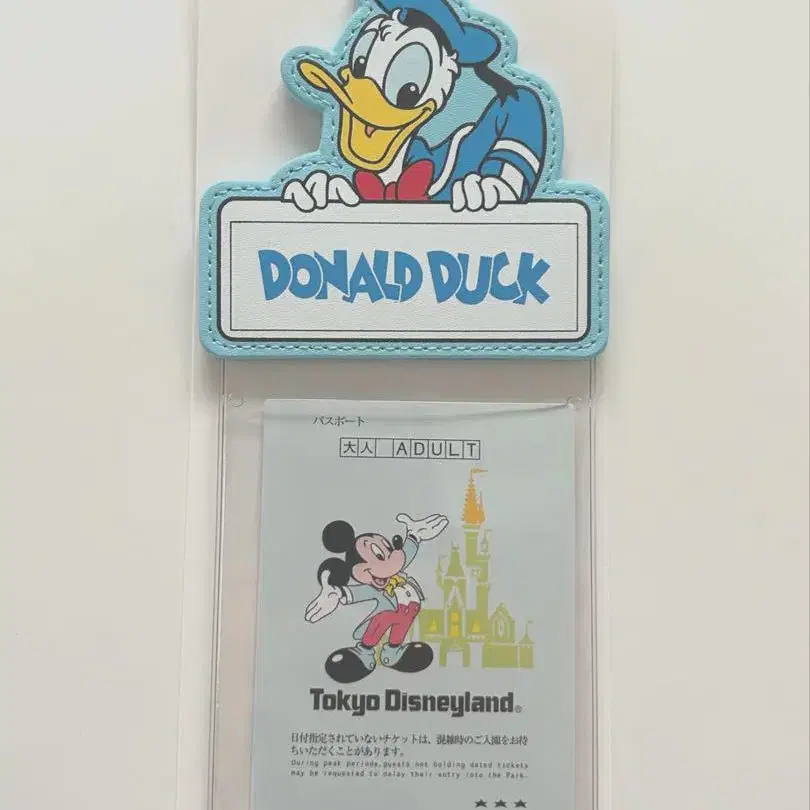 DONALD DUCK
パスポート
大人 ADULT
Tokyo Disneyland®
日付指定されていないチケットは、混雑時のご入園をお待
ちいただくことがあります。
During peak periods,guests not holding dated tickets
may be requested to delay their entry into the Park.
★★★